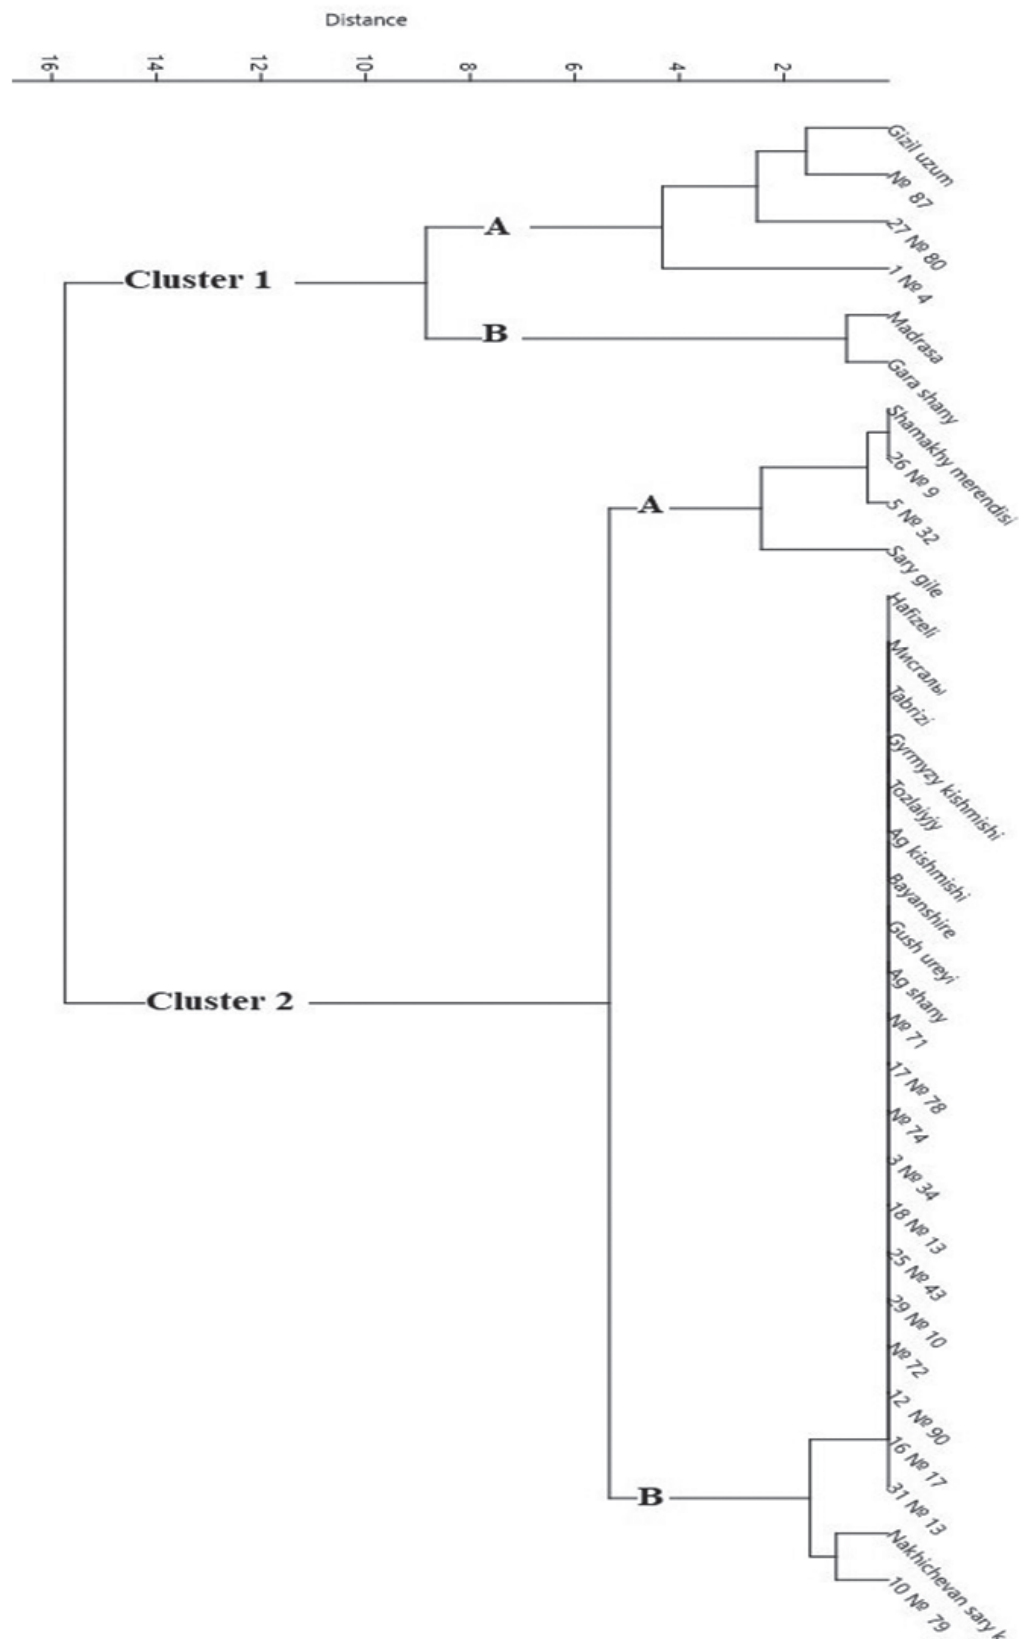 Distance
16 14 12 10 8 6 4 2
Gizil uzum
№ 87
27 № 80
A
1 № 4
Cluster 1
Madrasa
B
Gara shany
Shamakhy merendisi
26 № 9
A
5 № 32
Sary gile
Hafizeli
Мисгалы
Tabrizi
Gyrmyzy kishmishi
Tozlaiyjy
Ag kishmishi
Bayanshire
Gush ureyi
Ag shany
Cluster 2
№ 71
17 № 78
№ 74
3 № 34
18 № 13
25 № 43
29 № 10
№ 72
12 № 90
16 № 17
B
31 № 13
Nakhichevan sary k
10 № 79